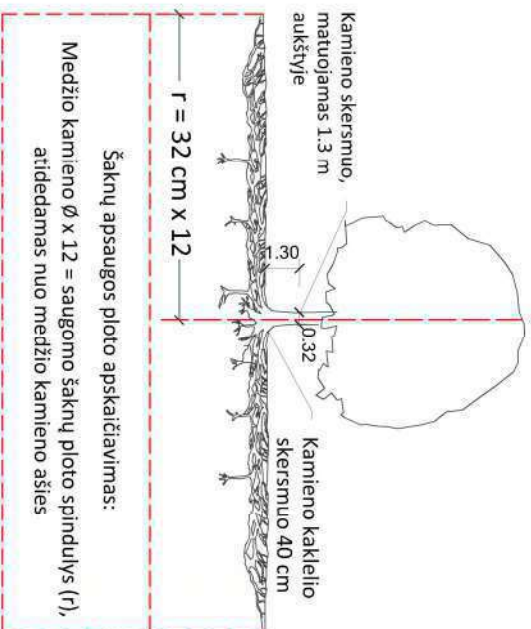 Kamieno skersmuo,
matuojamas 1.3 m
aukštyje
1.30
0.32
Kamieno kaklelio
skersmuo 40 cm
r = 32 cm x 12
Šaknų apsaugos ploto apskaičiavimas:
Medžio kamieno Ø x 12 = saugomo šaknų ploto spindulys (r),
atidedamas nuo medžio kamieno ašies